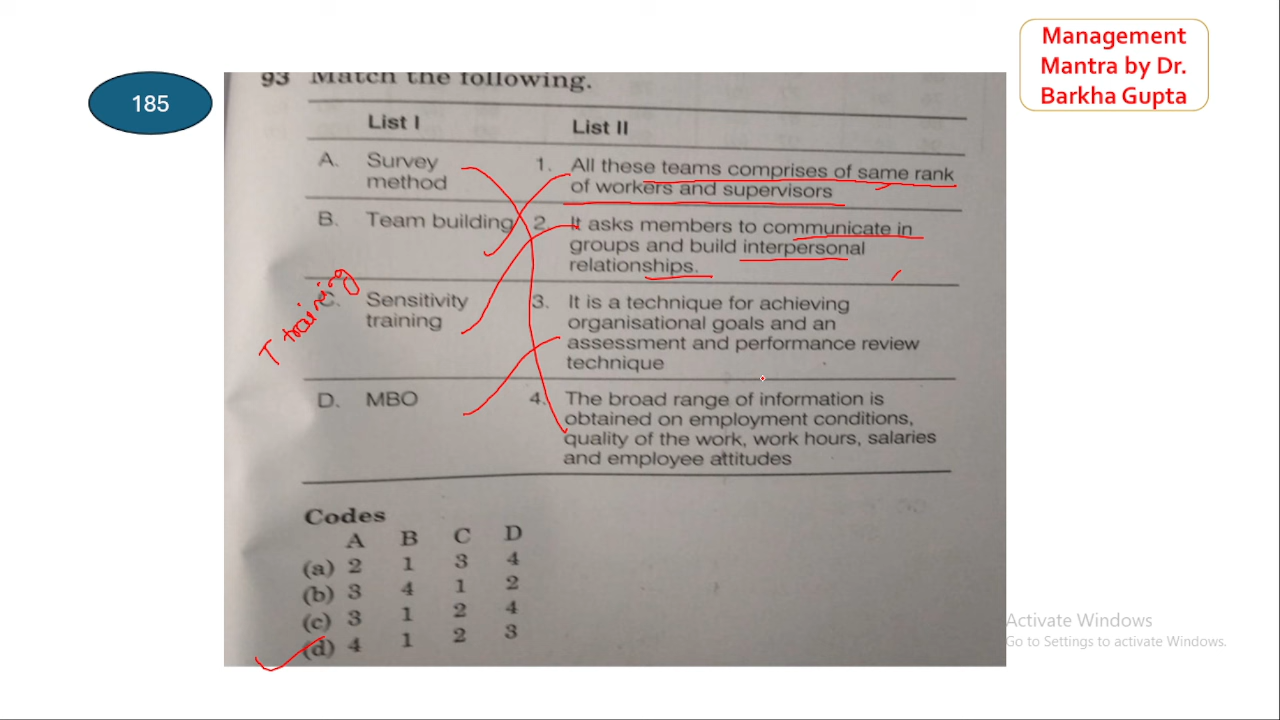 Management
Mantra by Dr.
Barkha Gupta
185
93 Match the following.
List I List II
A. Survey method 1. All these teams comprises of same rank of workers and supervisors
B. Team building 2. It asks members to communicate in groups and build interpersonal relationships.
T training
C. Sensitivity training 3. It is a technique for achieving organisational goals and an assessment and performance review technique
D. MBO 4. The broad range of information is obtained on employment conditions, quality of the work, work hours, salaries and employee attitudes
Codes
A B C D
(a) 2 1 3 4
(b) 3 4 1 2
(c) 3 1 2 4
(d) 4 1 2 3
Activate Windows
Go to Settings to activate Windows.